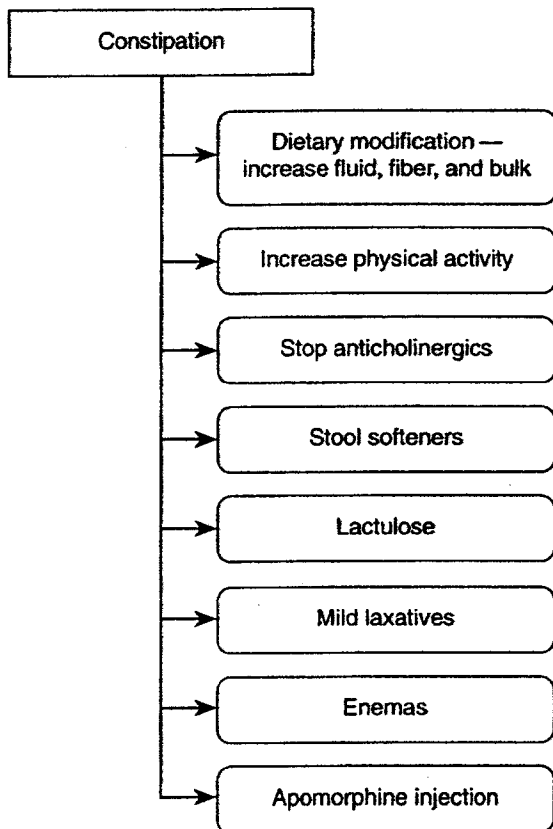 Constipation
Dietary modification —
increase fluid, fiber, and bulk
Increase physical activity
Stop anticholinergics
Stool softeners
Lactulose
Mild laxatives
Enemas
Apomorphine injection